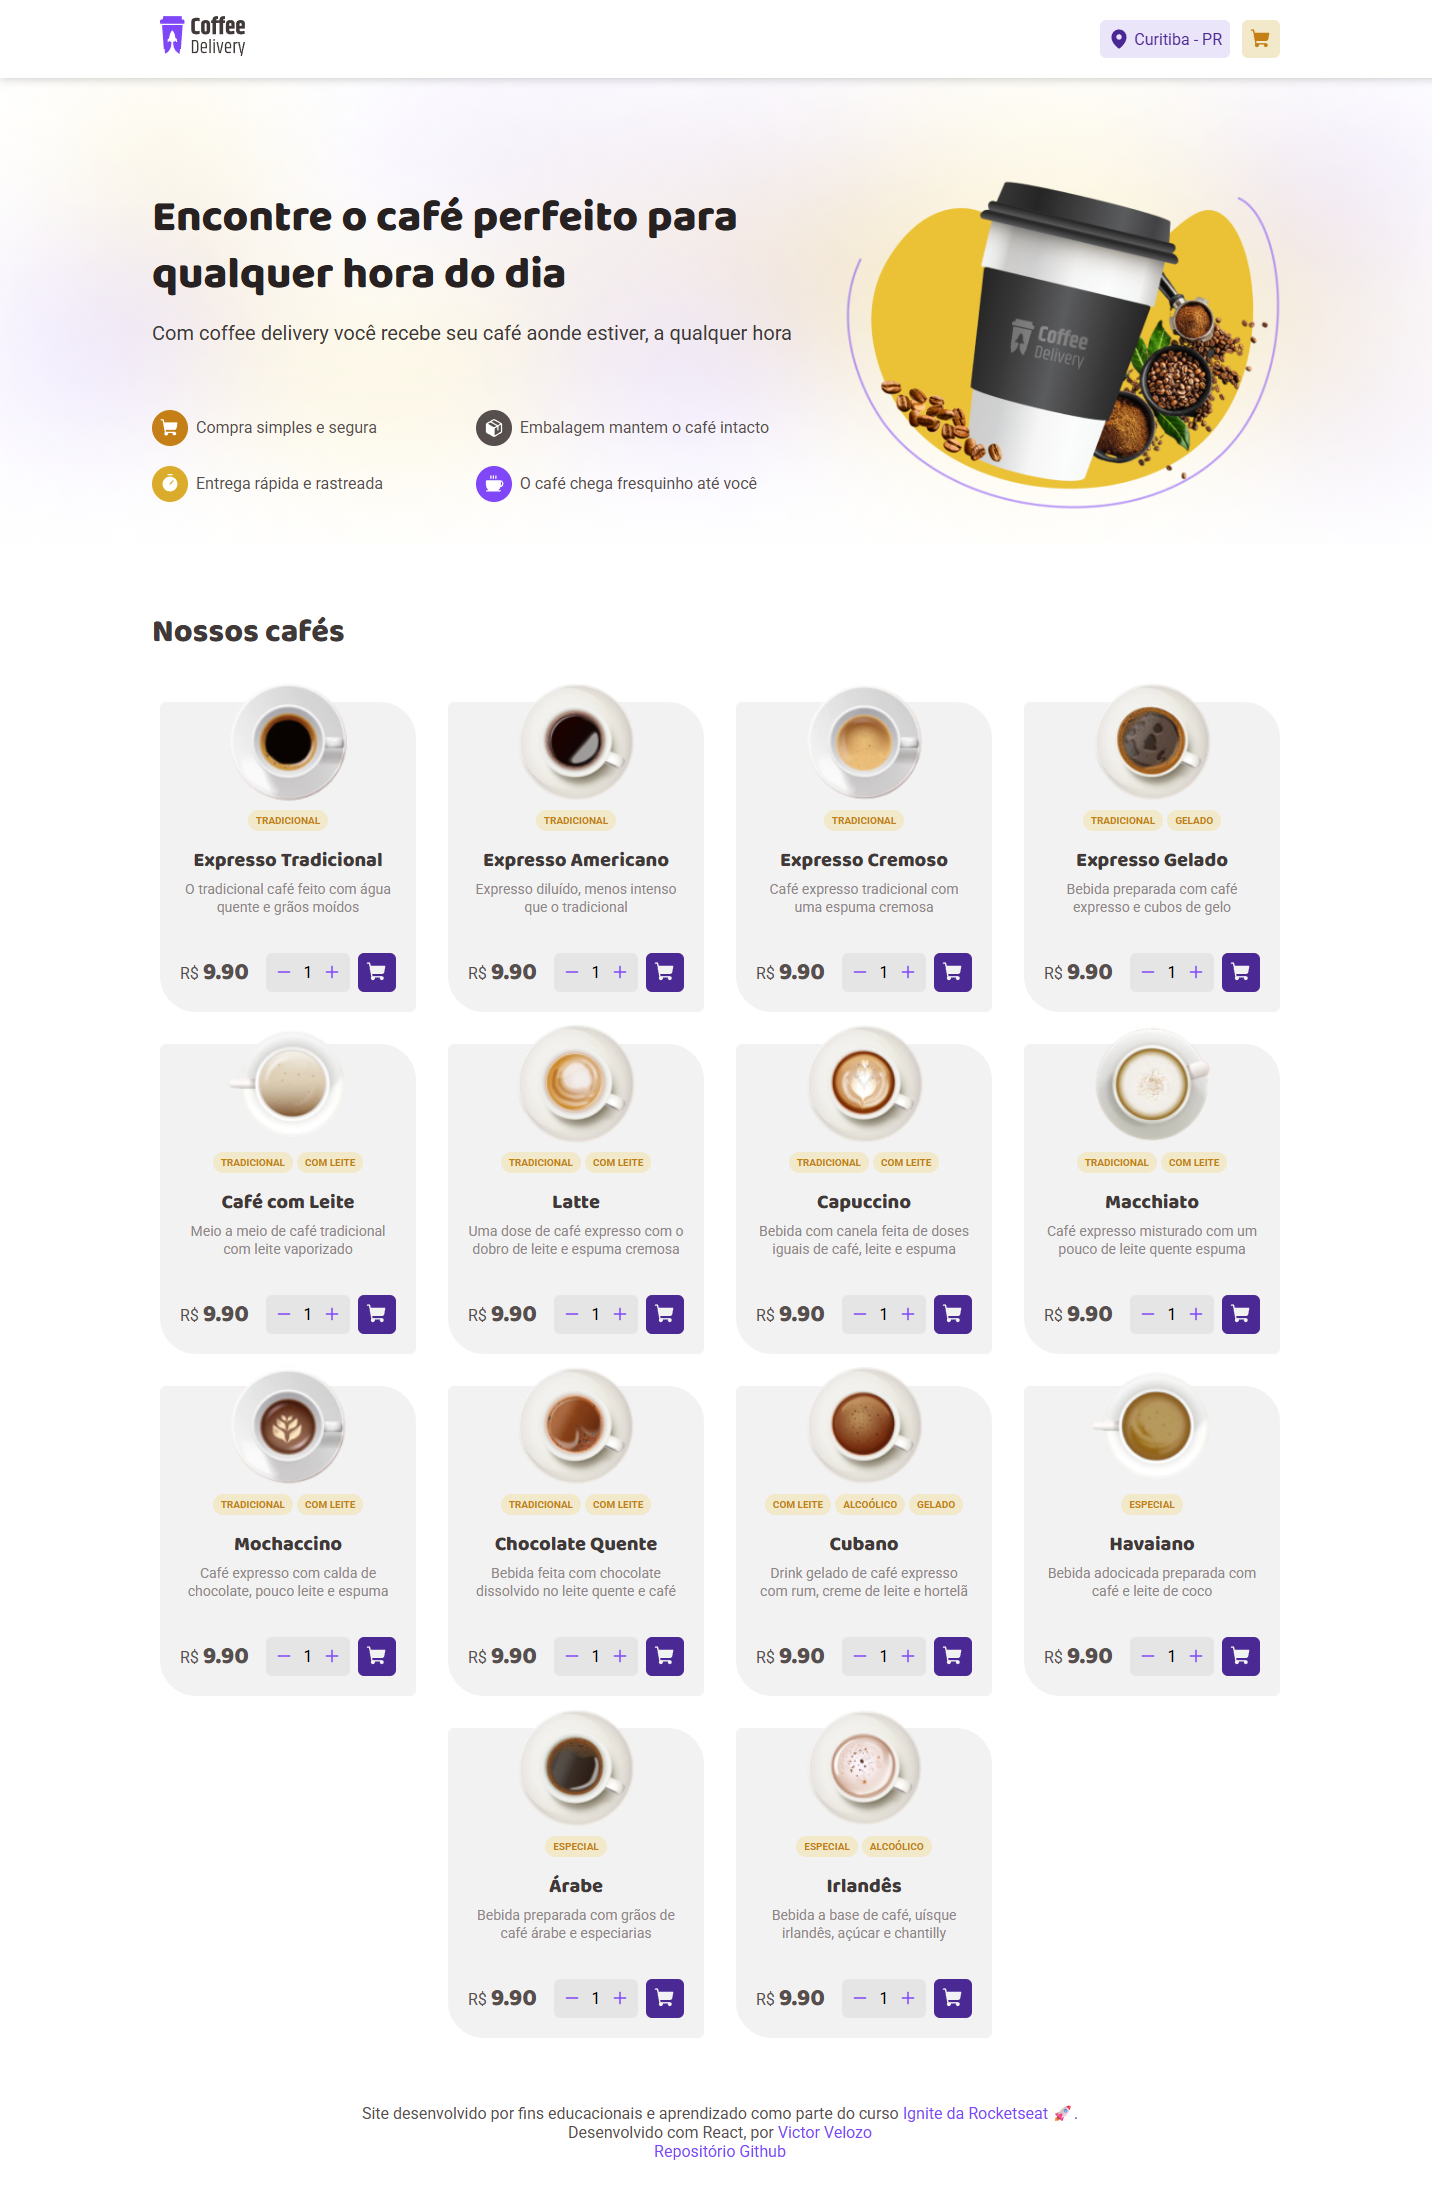 Coffee
Delivery
Curitiba - PR
Encontre o café perfeito para
qualquer hora do dia
Com coffee delivery você recebe seu café aonde estiver, a qualquer hora
Compra simples e segura
Embalagem mantem o café intacto
Entrega rápida e rastreada
O café chega fresquinho até você
Coffee
Delivery
Nossos cafés
TRADICIONAL
Expresso Tradicional
O tradicional café feito com água
quente e grãos moídos
R$ 9.90 1
TRADICIONAL
Expresso Americano
Expresso diluído, menos intenso
que o tradicional
R$ 9.90 1
TRADICIONAL
Expresso Cremoso
Café expresso tradicional com
uma espuma cremosa
R$ 9.90 1
TRADICIONAL GELADO
Expresso Gelado
Bebida preparada com café
expresso e cubos de gelo
R$ 9.90 1
TRADICIONAL COM LEITE
Café com Leite
Meio a meio de café tradicional
com leite vaporizado
R$ 9.90 1
TRADICIONAL COM LEITE
Latte
Uma dose de café expresso com o
dobro de leite e espuma cremosa
R$ 9.90 1
TRADICIONAL COM LEITE
Capuccino
Bebida com canela feita de doses
iguais de café, leite e espuma
R$ 9.90 1
TRADICIONAL COM LEITE
Macchiato
Café expresso misturado com um
pouco de leite quente espuma
R$ 9.90 1
TRADICIONAL COM LEITE
Mochaccino
Café expresso com calda de
chocolate, pouco leite e espuma
R$ 9.90 1
TRADICIONAL COM LEITE
Chocolate Quente
Bebida feita com chocolate
dissolvido no leite quente e café
R$ 9.90 1
COM LEITE ALCOÓLICO GELADO
Cubano
Drink gelado de café expresso
com rum, creme de leite e hortelã
R$ 9.90 1
ESPECIAL
Havaiano
Bebida adocicada preparada com
café e leite de coco
R$ 9.90 1
ESPECIAL
Árabe
Bebida preparada com grãos de
café árabe e especiarias
R$ 9.90 1
ESPECIAL ALCOÓLICO
Irlandês
Bebida a base de café, uísque
irlandês, açúcar e chantilly
R$ 9.90 1
Site desenvolvido por fins educacionais e aprendizado como parte do curso Ignite da Rocketseat 🚀.
Desenvolvido com React, por Victor Velozo
Repositório Github